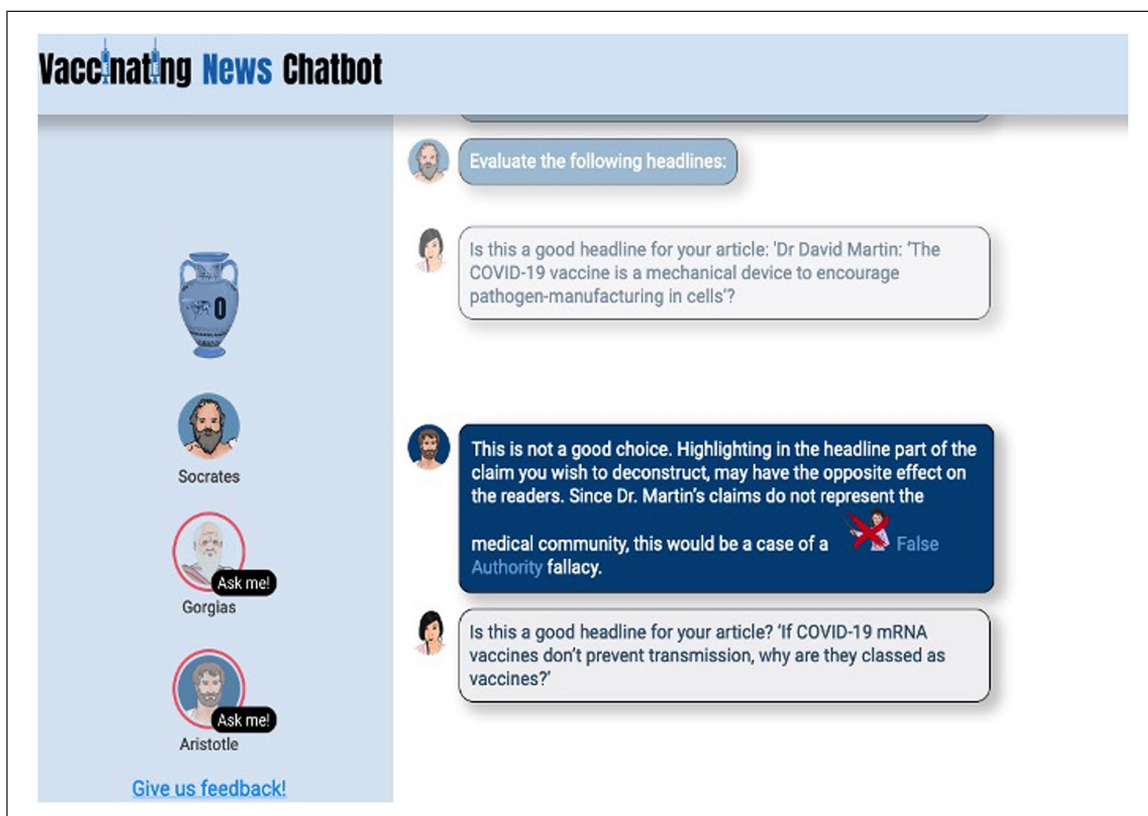 Vaccinating News Chatbot
Evaluate the following headlines:
Is this a good headline for your article: 'Dr David Martin: 'The
COVID-19 vaccine is a mechanical device to encourage
pathogen-manufacturing in cells'?
0
Socrates
This is not a good choice. Highlighting in the headline part of the
claim you wish to deconstruct, may have the opposite effect on
the readers. Since Dr. Martin's claims do not represent the
medical community, this would be a case of a False
Authority fallacy.
Ask me!
Gorgias
Is this a good headline for your article? 'If COVID-19 mRNA
vaccines don't prevent transmission, why are they classed as
vaccines?'
Ask me!
Aristotle
Give us feedback!